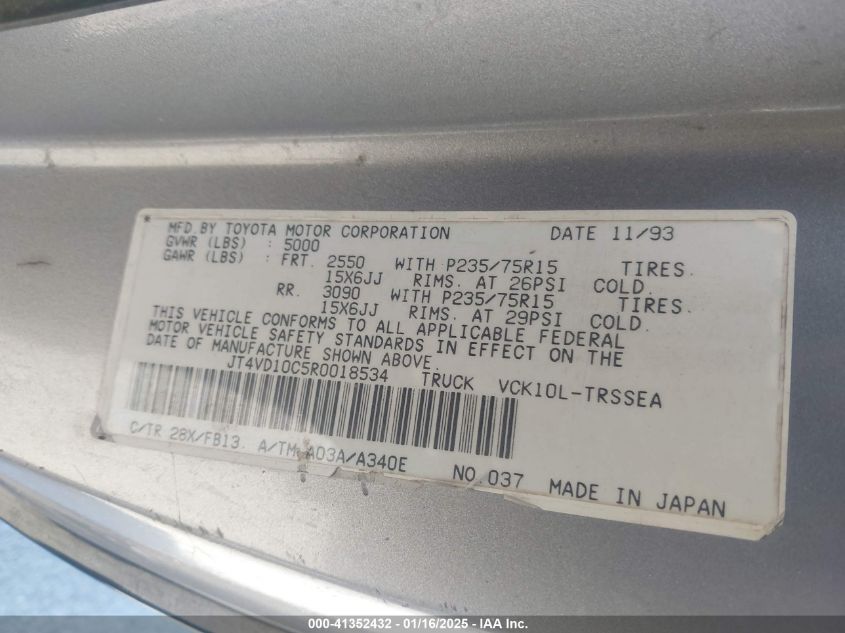 MFD. BY TOYOTA MOTOR CORPORATION DATE 11/93
GVWR (LBS) : 5000
GAWR (LBS) : FRT. 2550 WITH P235/75R15 TIRES.
15X6JJ RIMS. AT 26PSI COLD.
RR. 3090 WITH P235/75R15 TIRES.
15X6JJ RIMS. AT 29PSI COLD.
THIS VEHICLE CONFORMS TO ALL APPLICABLE FEDERAL
MOTOR VEHICLE SAFETY STANDARDS IN EFFECT ON THE
DATE OF MANUFACTURE SHOWN ABOVE.
JT4VD10C5R0018534 TRUCK VCK10L-TRSSEA
C/TR 28X/FB13. A/TM A03A/A340E NO.037 MADE IN JAPAN
000-41352432 - 01/16/2025 - IAA Inc.